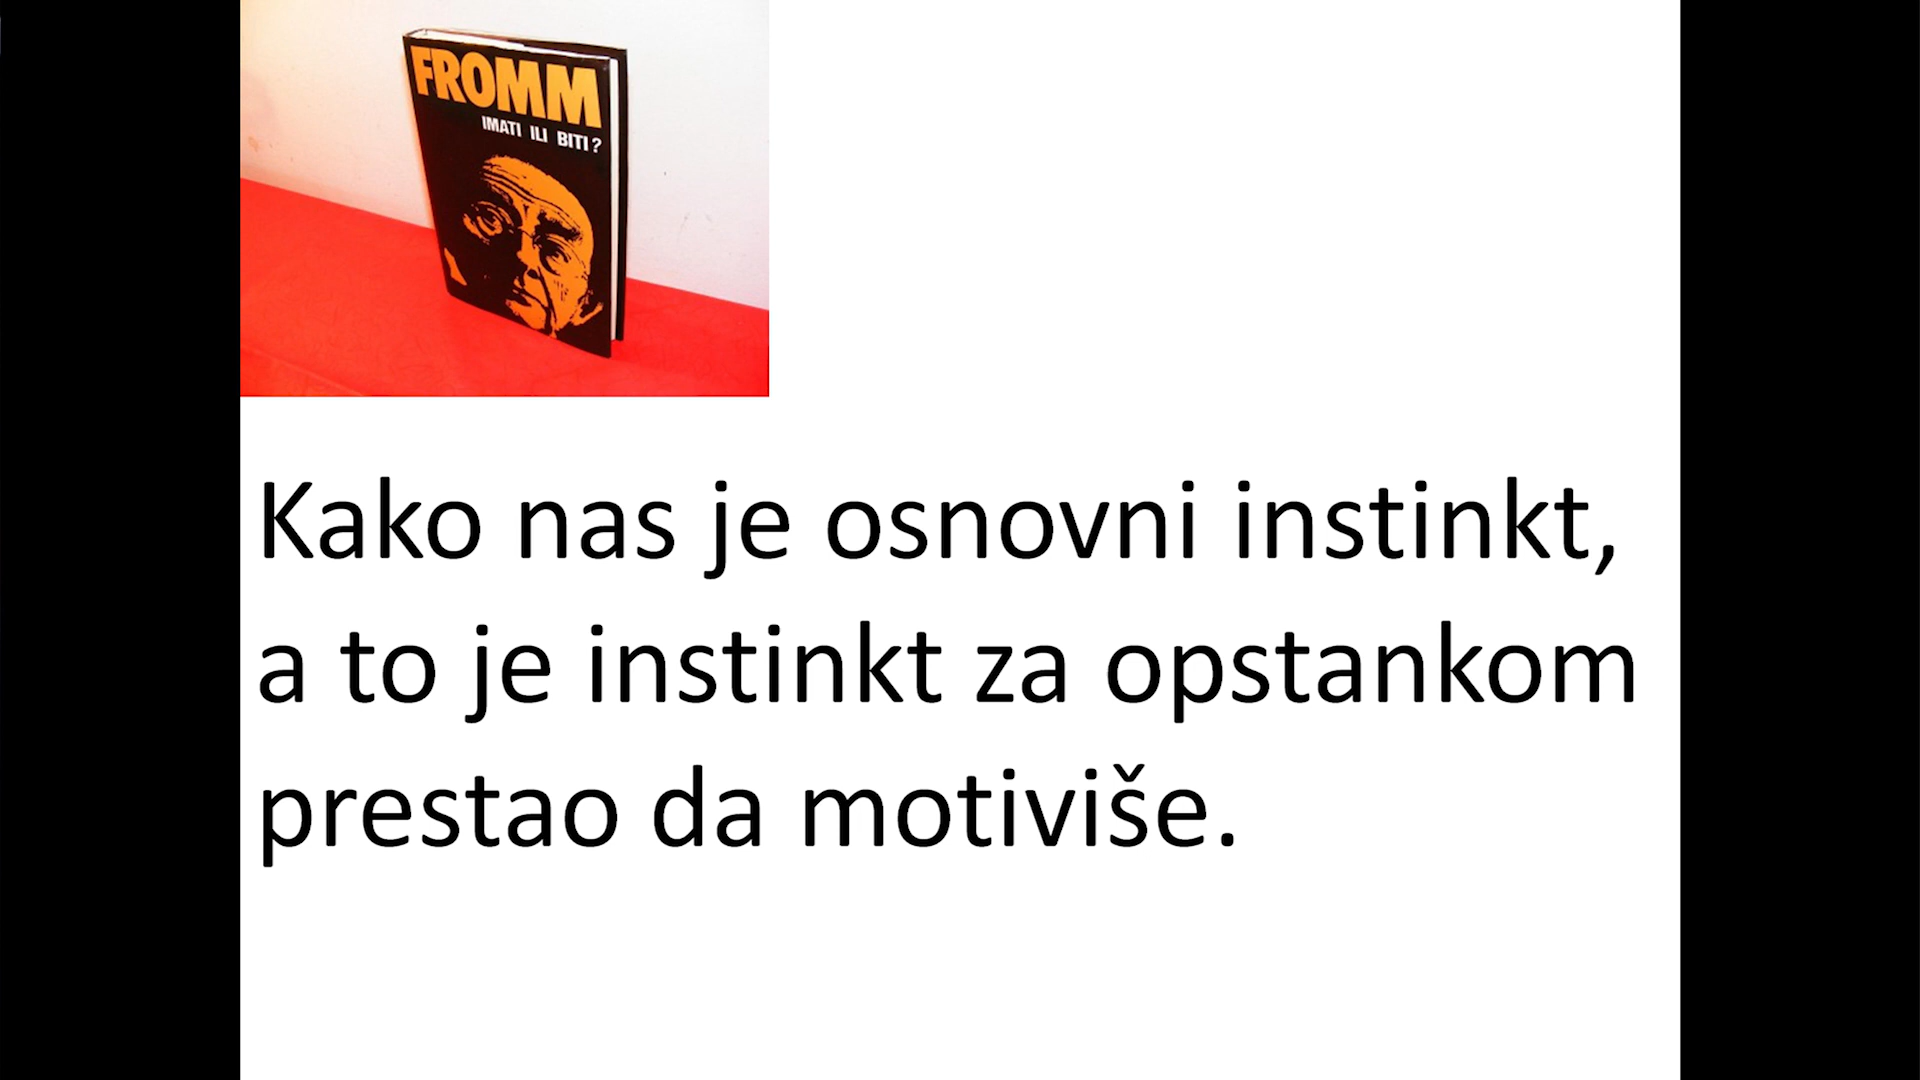 FROMM
IMATI ILI BITI?
Kako nas je osnovni instinkt,
a to je instinkt za opstankom
prestao da motiviše.